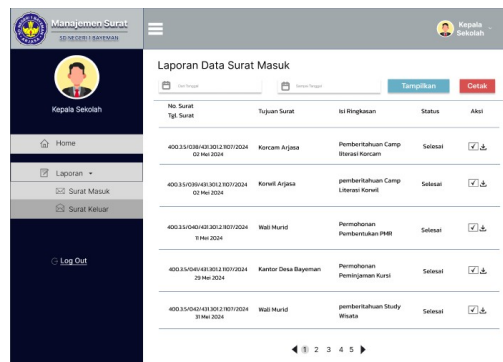 Manajemen Surat
SD NEGERI 1 BAYEMAN
Kepala Sekolah
Kepala Sekolah
Home
Laporan
Surat Masuk
Surat Keluar
Log Out
Laporan Data Surat Masuk
Tampilkan
Cetak
No. Surat
Tgl. Surat
Tujuan Surat
Isi Ringkasan
Status
Aksi
400.3.5/038/431.301.2.1107/2024
02 Mei 2024
Korcam Arjasa
Pemberitahuan Camp
literasi Korcam
Selesai
400.3.5/039/431.301.2.1107/2024
02 Mei 2024
Korwil Arjasa
pemberitahuan Camp
Literasi Korwil
Selesai
400.3.5/040/431.301.2.1107/2024
11 Mei 2024
Wali Murid
Permohonan
Pembentukan PMR
Selesai
400.3.5/041/431.301.2.1107/2024
29 Mei 2024
Kantor Desa Bayeman
Permohonan
Peminjaman Kursi
Selesai
400.3.5/042/431.301.2.1107/2024
31 Mei 2024
Wali Murid
pemberitahuan Study
Wisata
Selesai
1 2 3 4 5